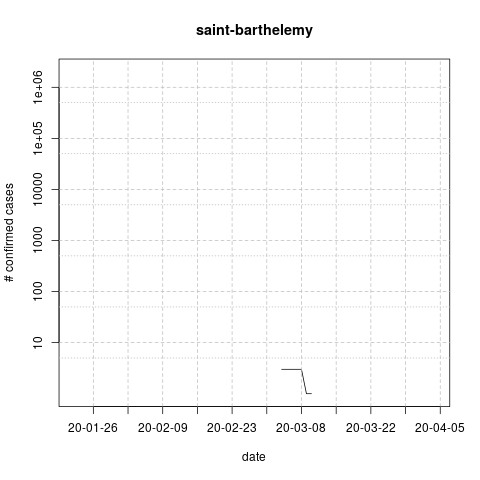 saint-barthelemy
# confirmed cases
1e+06
1e+05
10000
1000
100
10
20-01-26
20-02-09
20-02-23
20-03-08
20-03-22
20-04-05
date